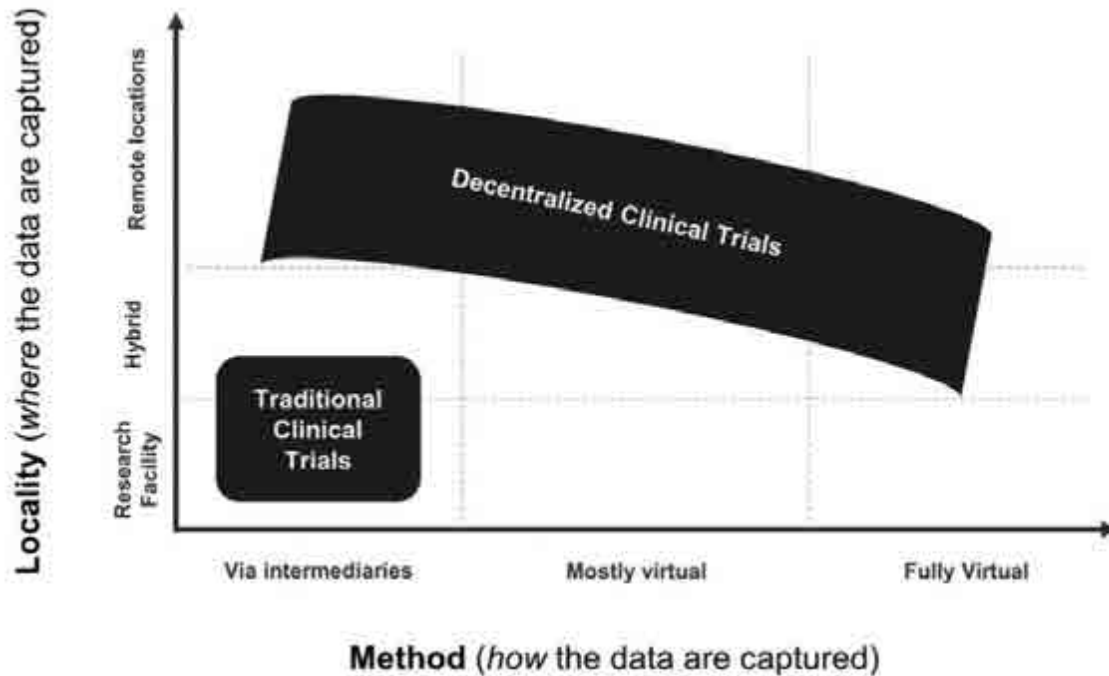 Locality (where the data are captured)
Remote locations
Hybrid
Research
Facility
Decentralized Clinical Trials
Traditional
Clinical
Trials
Via intermediaries
Mostly virtual
Fully Virtual
Method (how the data are captured)